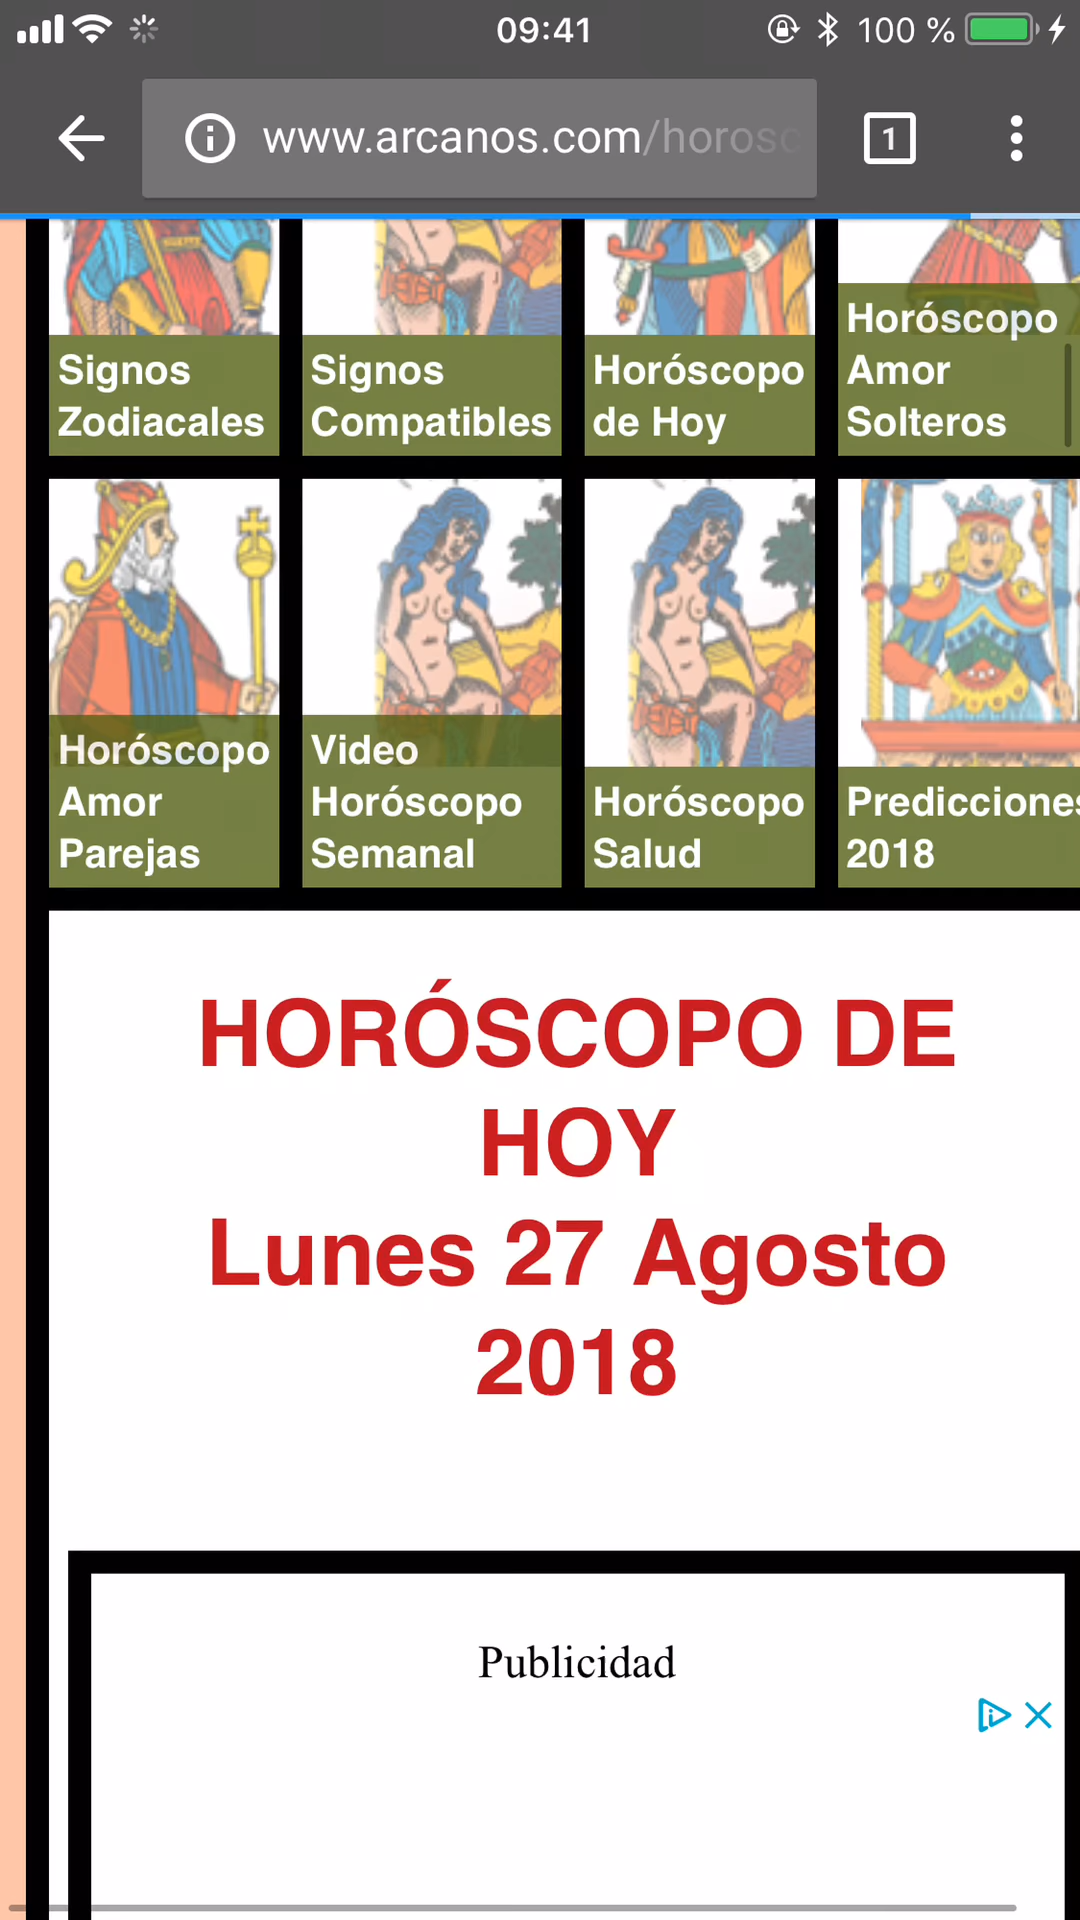 09:41
100 %
www.arcanos.com/horosc
1
Signos
Zodiacales
Signos
Compatibles
Horóscopo
de Hoy
Horóscopo
Amor
Solteros
Horóscopo
Amor
Parejas
Video
Horóscopo
Semanal
Horóscopo
Salud
Predicciones
2018
HORÓSCOPO DE
HOY
Lunes 27 Agosto
2018
Publicidad